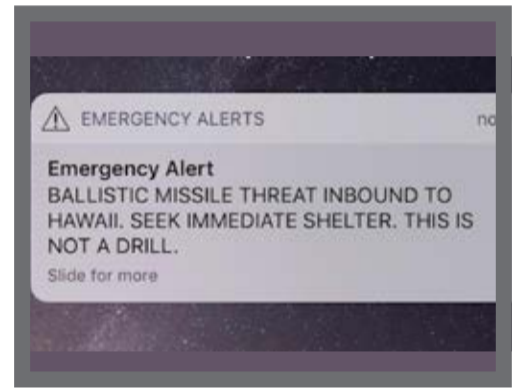 EMERGENCY ALERTS
Emergency Alert
BALLISTIC MISSILE THREAT INBOUND TO
HAWAII. SEEK IMMEDIATE SHELTER. THIS IS
NOT A DRILL.
Slide for more